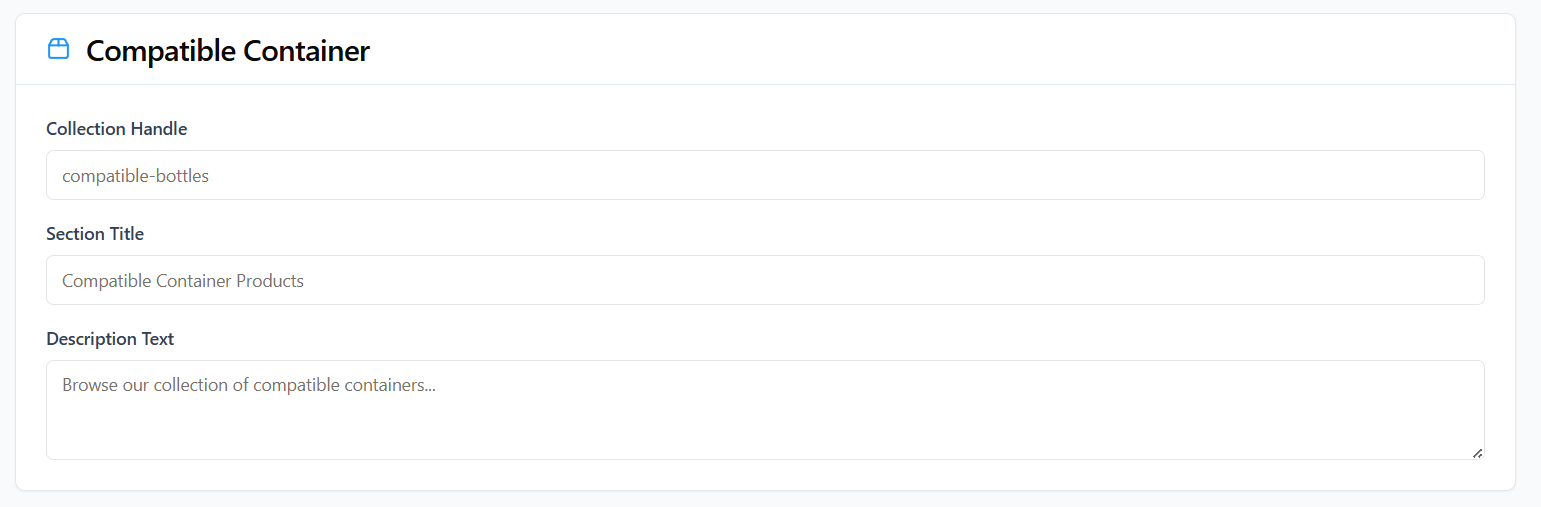 Compatible Container
Collection Handle
compatible-bottles
Section Title
Compatible Container Products
Description Text
Browse our collection of compatible containers...